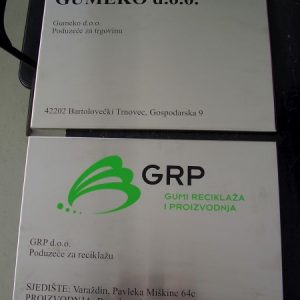 GUMEKO d.o.o.
Gumeko d.o.o.
Poduzeće za trgovinu
42202 Bartolovečki Trnovec, Gospodarska 9
GRP
GUMI RECIKLAŽA
I PROIZVODNJA
GRP d.o.o.
Poduzeće za reciklažu
SJEDIŠTE: Varaždin, Pavleka Miškine 64c
PROIZVODNJA: